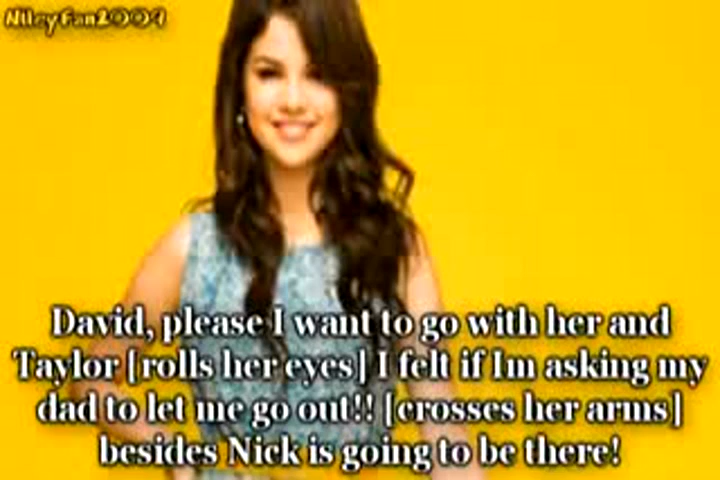 NileyFan2009
David, please I want to go with her and
Taylor [rolls her eyes] I felt if Im asking my
dad to let me go out!! [crosses her arms]
besides Nick is going to be there!